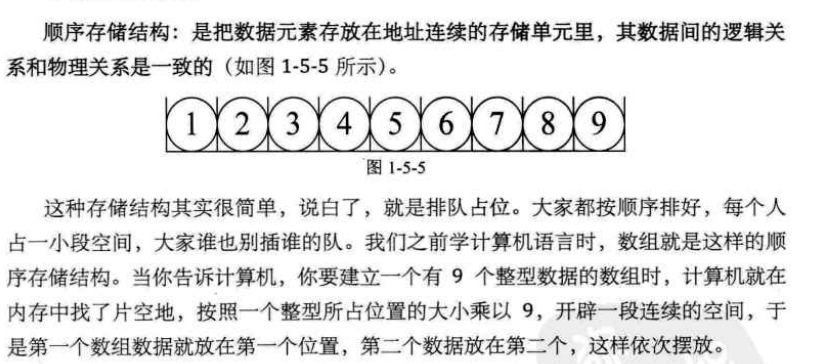 顺序存储结构：是把数据元素存放在地址连续的存储单元里，其数据间的逻辑关
系和物理关系是一致的（如图 1-5-5 所示）。
1 2 3 4 5 6 7 8 9
图 1-5-5
这种存储结构其实很简单，说白了，就是排队占位。大家都按顺序排好，每个人
占一小段空间，大家谁也别插谁的队。我们之前学计算机语言时，数组就是这样的顺
序存储结构。当你告诉计算机，你要建立一个有 9 个整型数据的数组时，计算机就在
内存中找了片空地，按照一个整型所占位置的大小乘以 9，开辟一段连续的空间，于
是第一个数组数据就放在第一个位置，第二个数据放在第二个，这样依次摆放。